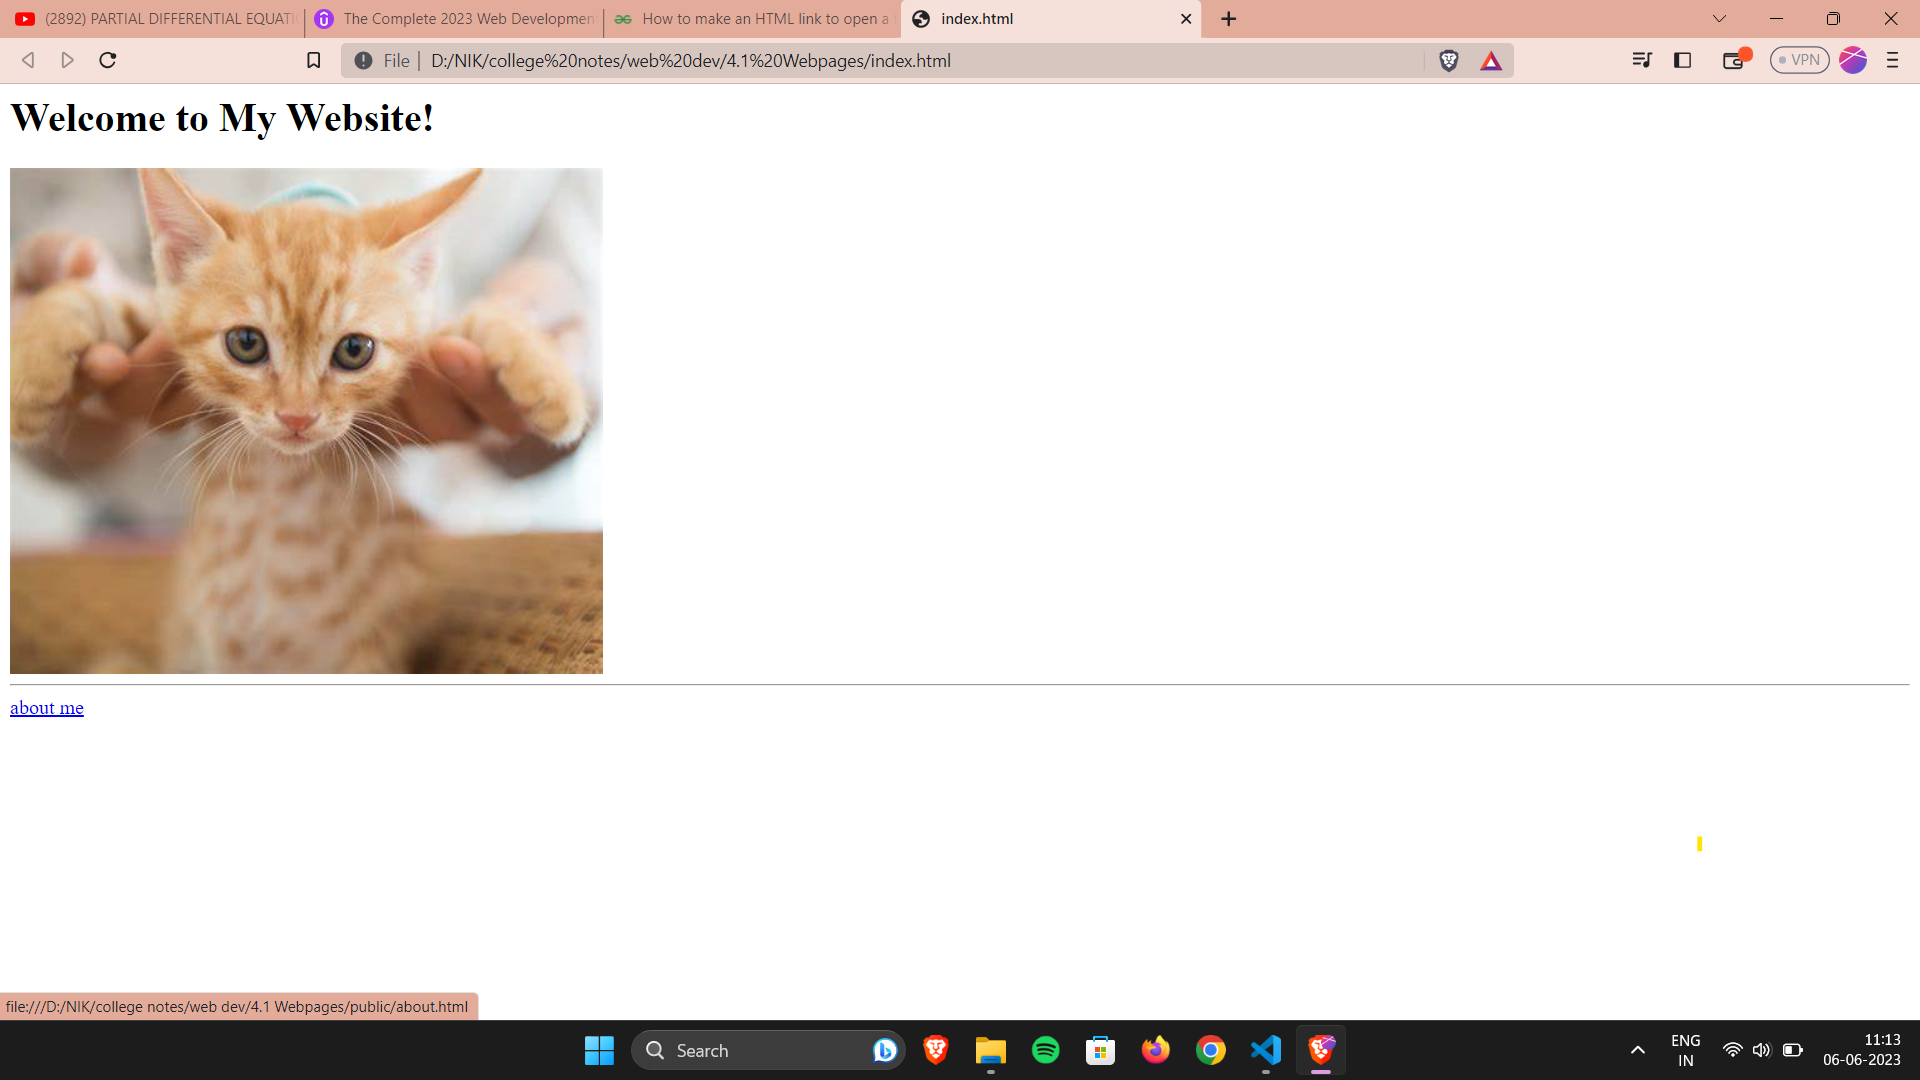 (2892) PARTIAL DIFFERENTIAL EQUATI
The Complete 2023 Web Developmen
How to make an HTML link to open a
index.html
File | D:/NIK/college%20notes/web%20dev/4.1%20Webpages/index.html
VPN
Welcome to My Website!
about me
file:///D:/NIK/college notes/web dev/4.1 Webpages/public/about.html
Search
ENG
IN
11:13
06-06-2023